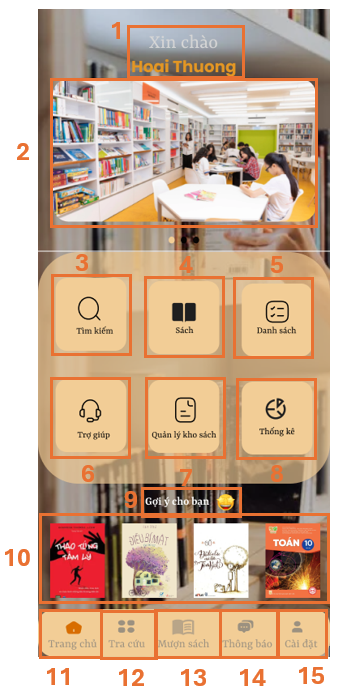 1
Xin chào
Hoai Thuong
2
3
4
5
Tìm kiếm
Sách
Danh sách
Trợ giúp
Quản lý kho sách
Thống kê
6
7
8
9
Gợi ý cho bạn
10
THAO TÚNG
TÂM LÝ
ĐIỀU BÍ MẬT
TOÁN 10
Trang chủ
Tra cứu
Mượn sách
Thông báo
Cài đặt
11
12
13
14
15